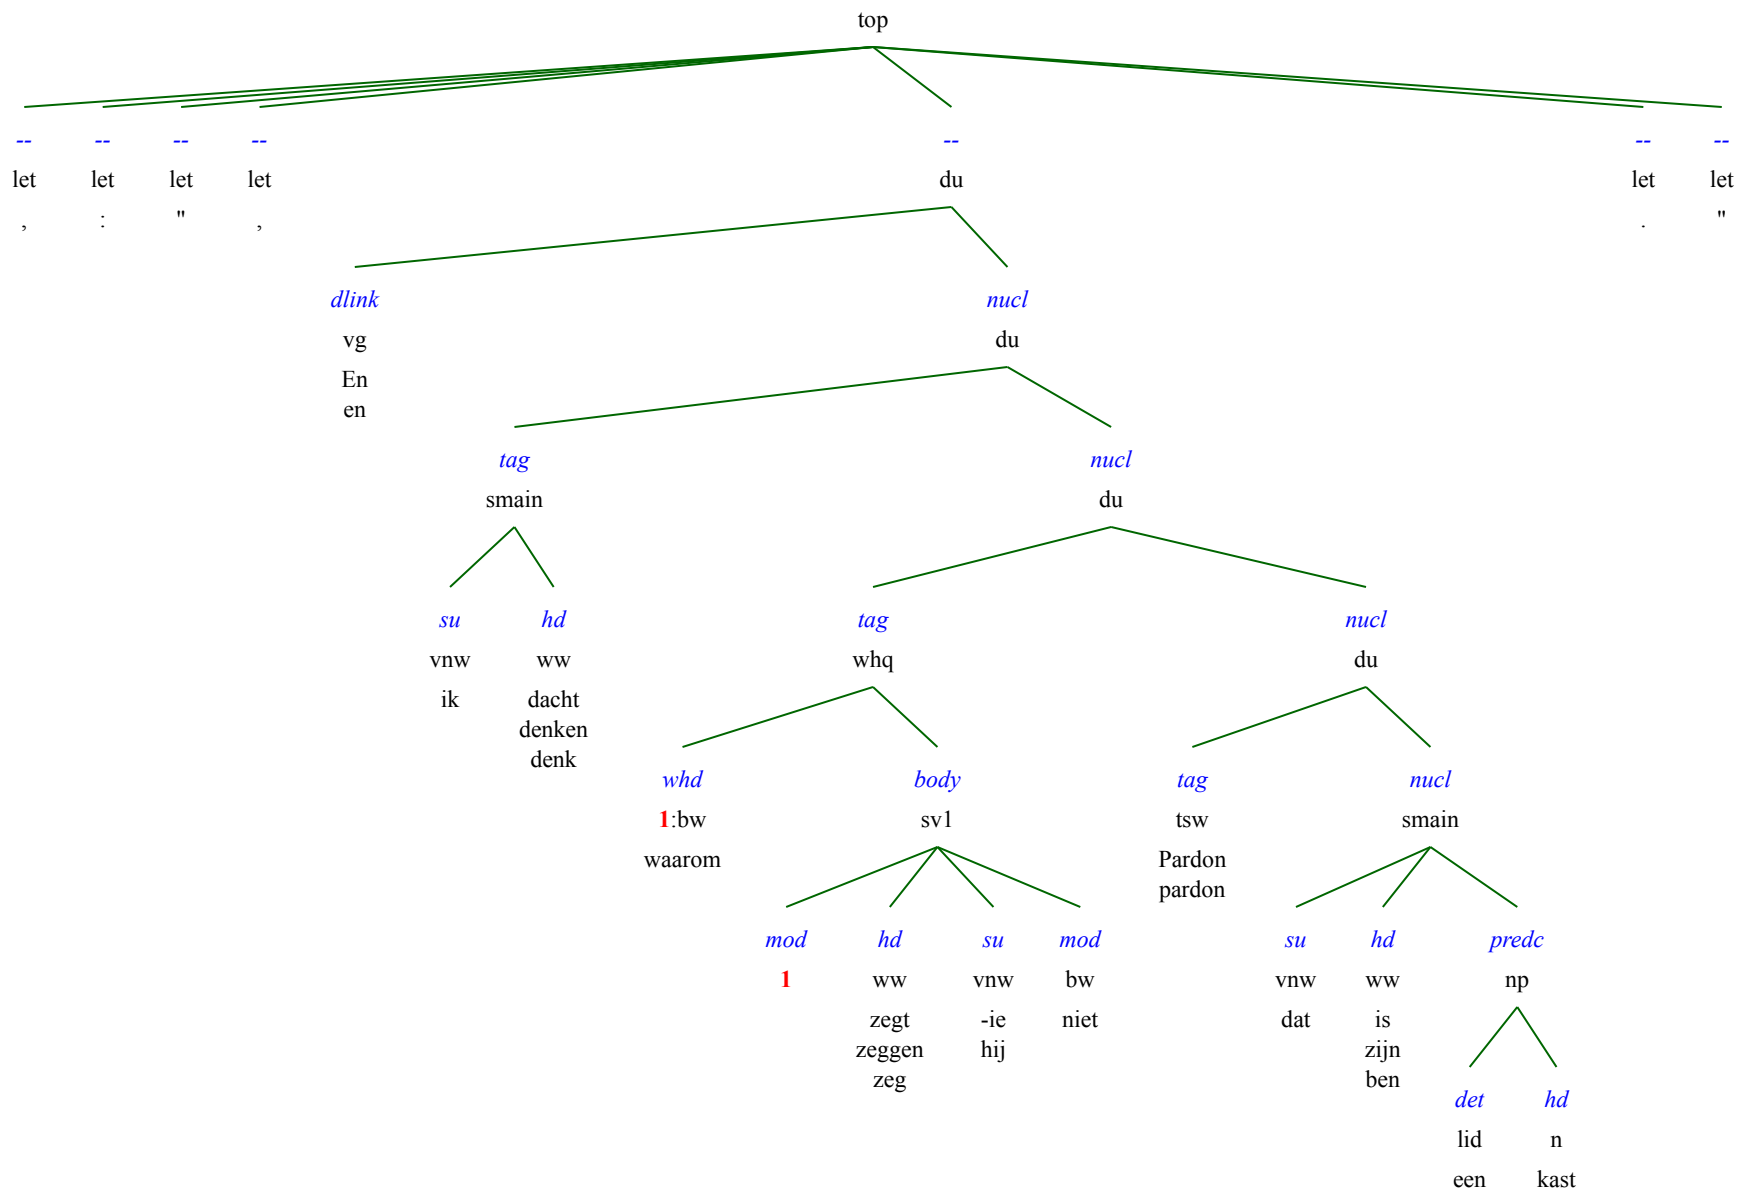 top
-- -- -- -- -- -- --
let let let let du let let
, : " , . "
dlink nucl
vg du
En
en
tag nucl
smain du
su hd tag nucl
vnw ww whq du
ik dacht
denken
denk
whd body tag nucl
1:bw sv1 tsw smain
waarom Pardon
pardon
mod hd su mod su hd predc
1 ww vnw bw vnw ww np
zegt -ie niet dat is
zeggen hij zijn
zeg ben
det hd
lid n
een kast